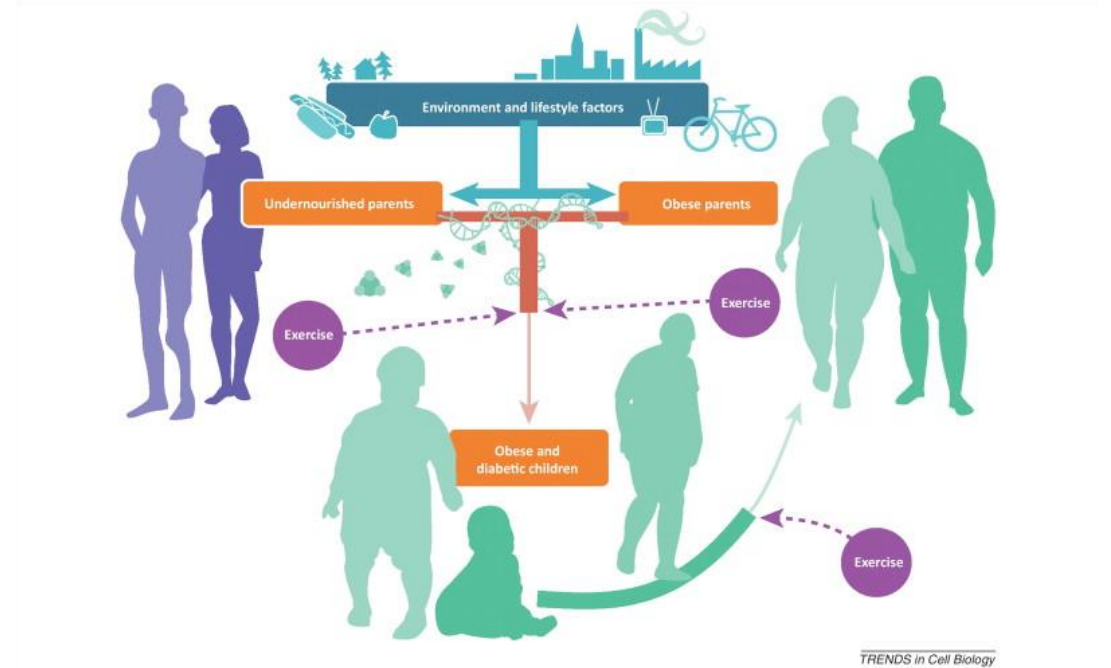 Environment and lifestyle factors
Undernourished parents
Obese parents
Exercise
Exercise
Obese and
diabetic children
Exercise
TRENDS in Cell Biology